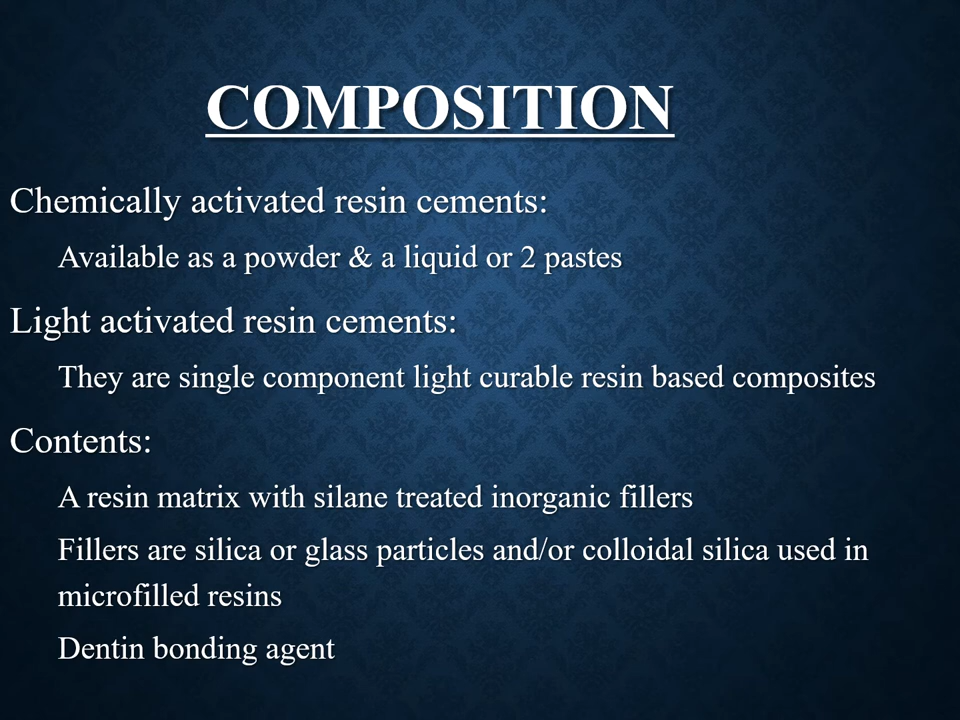 COMPOSITION
Chemically activated resin cements:
Available as a powder & a liquid or 2 pastes
Light activated resin cements:
They are single component light curable resin based composites
Contents:
A resin matrix with silane treated inorganic fillers
Fillers are silica or glass particles and/or colloidal silica used in
microfilled resins
Dentin bonding agent